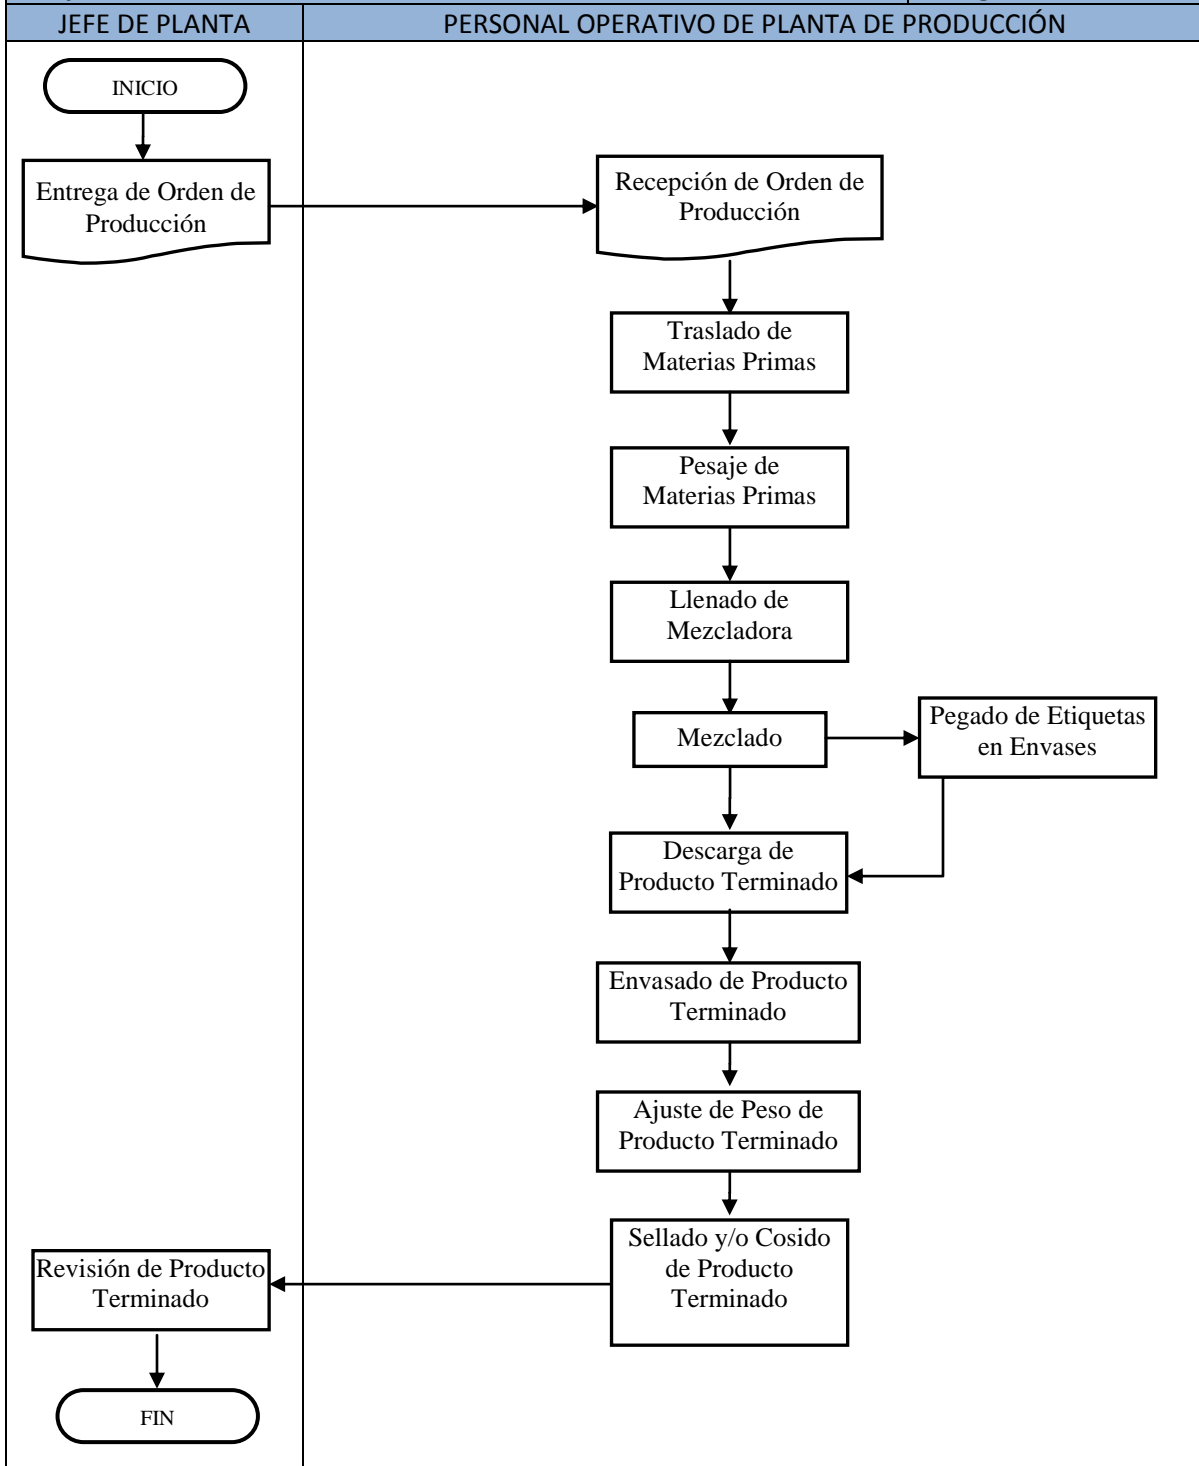 JEFE DE PLANTA
PERSONAL OPERATIVO DE PLANTA DE PRODUCCIÓN
INICIO
Entrega de Orden de
Producción
Recepción de Orden de
Producción
Traslado de
Materias Primas
Pesaje de
Materias Primas
Llenado de
Mezcladora
Mezclado
Pegado de Etiquetas
en Envases
Descarga de
Producto Terminado
Envasado de Producto
Terminado
Ajuste de Peso de
Producto Terminado
Sellado y/o Cosido
de Producto
Terminado
Revisión de Producto
Terminado
FIN